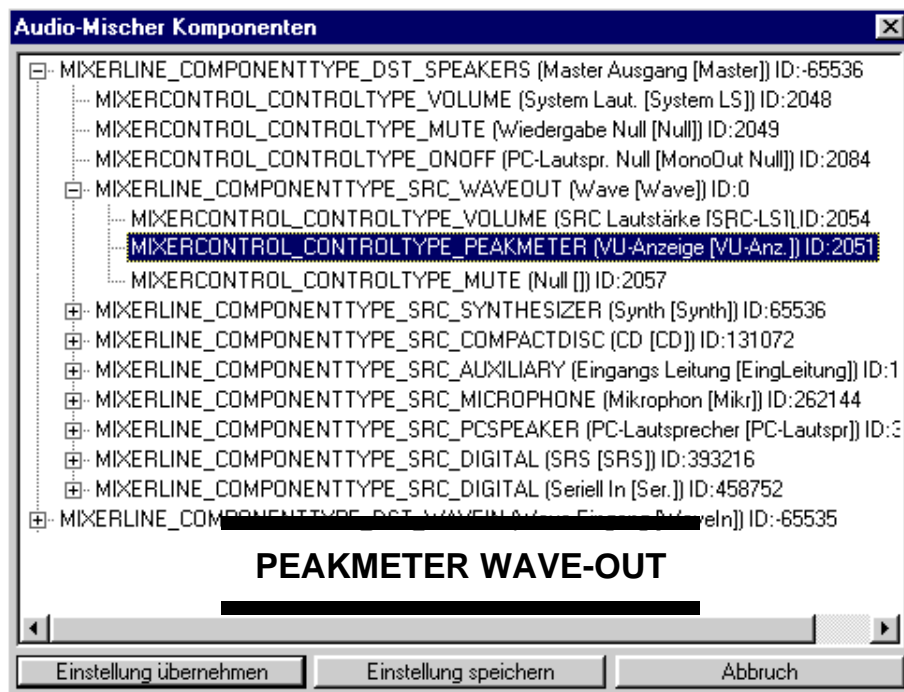 Audio-Mischer Komponenten
MIXERLINE_COMPONENTTYPE_DST_SPEAKERS (Master Ausgang [Master]) ID:-65536
MIXERCONTROL_CONTROLTYPE_VOLUME (System Laut. [System LS]) ID:2048
MIXERCONTROL_CONTROLTYPE_MUTE (Wiedergabe Null [Null]) ID:2049
MIXERCONTROL_CONTROLTYPE_ONOFF (PC-Lautspr. Null [MonoOut Null]) ID:2084
MIXERLINE_COMPONENTTYPE_SRC_WAVEOUT (Wave [Wave]) ID:0
MIXERCONTROL_CONTROLTYPE_VOLUME (SRC Lautstärke [SRC-LS]) ID:2054
MIXERCONTROL_CONTROLTYPE_PEAKMETER (VU-Anzeige [VU-Anz.]) ID:2051
MIXERCONTROL_CONTROLTYPE_MUTE (Null []) ID:2057
MIXERLINE_COMPONENTTYPE_SRC_SYNTHESIZER (Synth [Synth]) ID:65536
MIXERLINE_COMPONENTTYPE_SRC_COMPACTDISC (CD [CD]) ID:131072
MIXERLINE_COMPONENTTYPE_SRC_AUXILIARY (Eingangs Leitung [EingLeitung]) ID:1
MIXERLINE_COMPONENTTYPE_SRC_MICROPHONE (Mikrophon [Mikr]) ID:262144
MIXERLINE_COMPONENTTYPE_SRC_PCSPEAKER (PC-Lautsprecher [PC-Lautspr]) ID:3
MIXERLINE_COMPONENTTYPE_SRC_DIGITAL (SRS [SRS]) ID:393216
MIXERLINE_COMPONENTTYPE_SRC_DIGITAL (Seriell In [Ser.]) ID:458752
MIXERLINE_COMPONENTTYPE_DST_WAVEIN (Wave Eingang [WaveIn]) ID:-65535
PEAKMETER WAVE-OUT
Einstellung übernehmen
Einstellung speichern
Abbruch